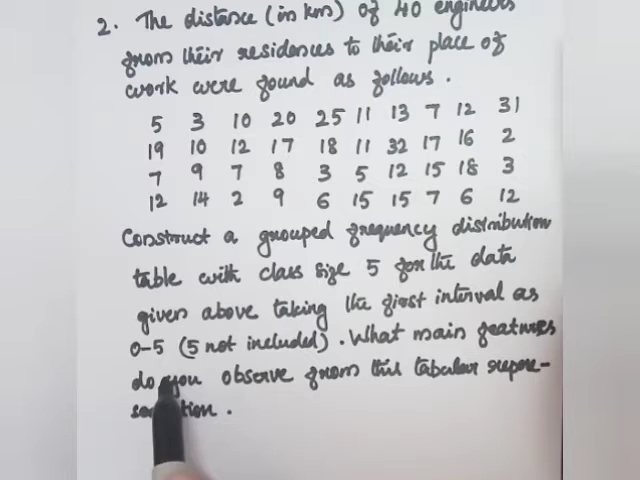 2. The distance (in km) of 40 engineers
from their residences to their place of
work were found as follows.
5 3 10 20 25 11 13 7 12 31
19 10 12 17 18 11 32 17 16 2
7 9 7 8 3 5 12 15 18 3
12 14 2 9 6 15 15 7 6 12
Construct a grouped frequency distribution
table with class size 5 for the data
given above taking the first interval as
0-5 (5 not included). What main features
do you observe from this tabular repre-
sentation.